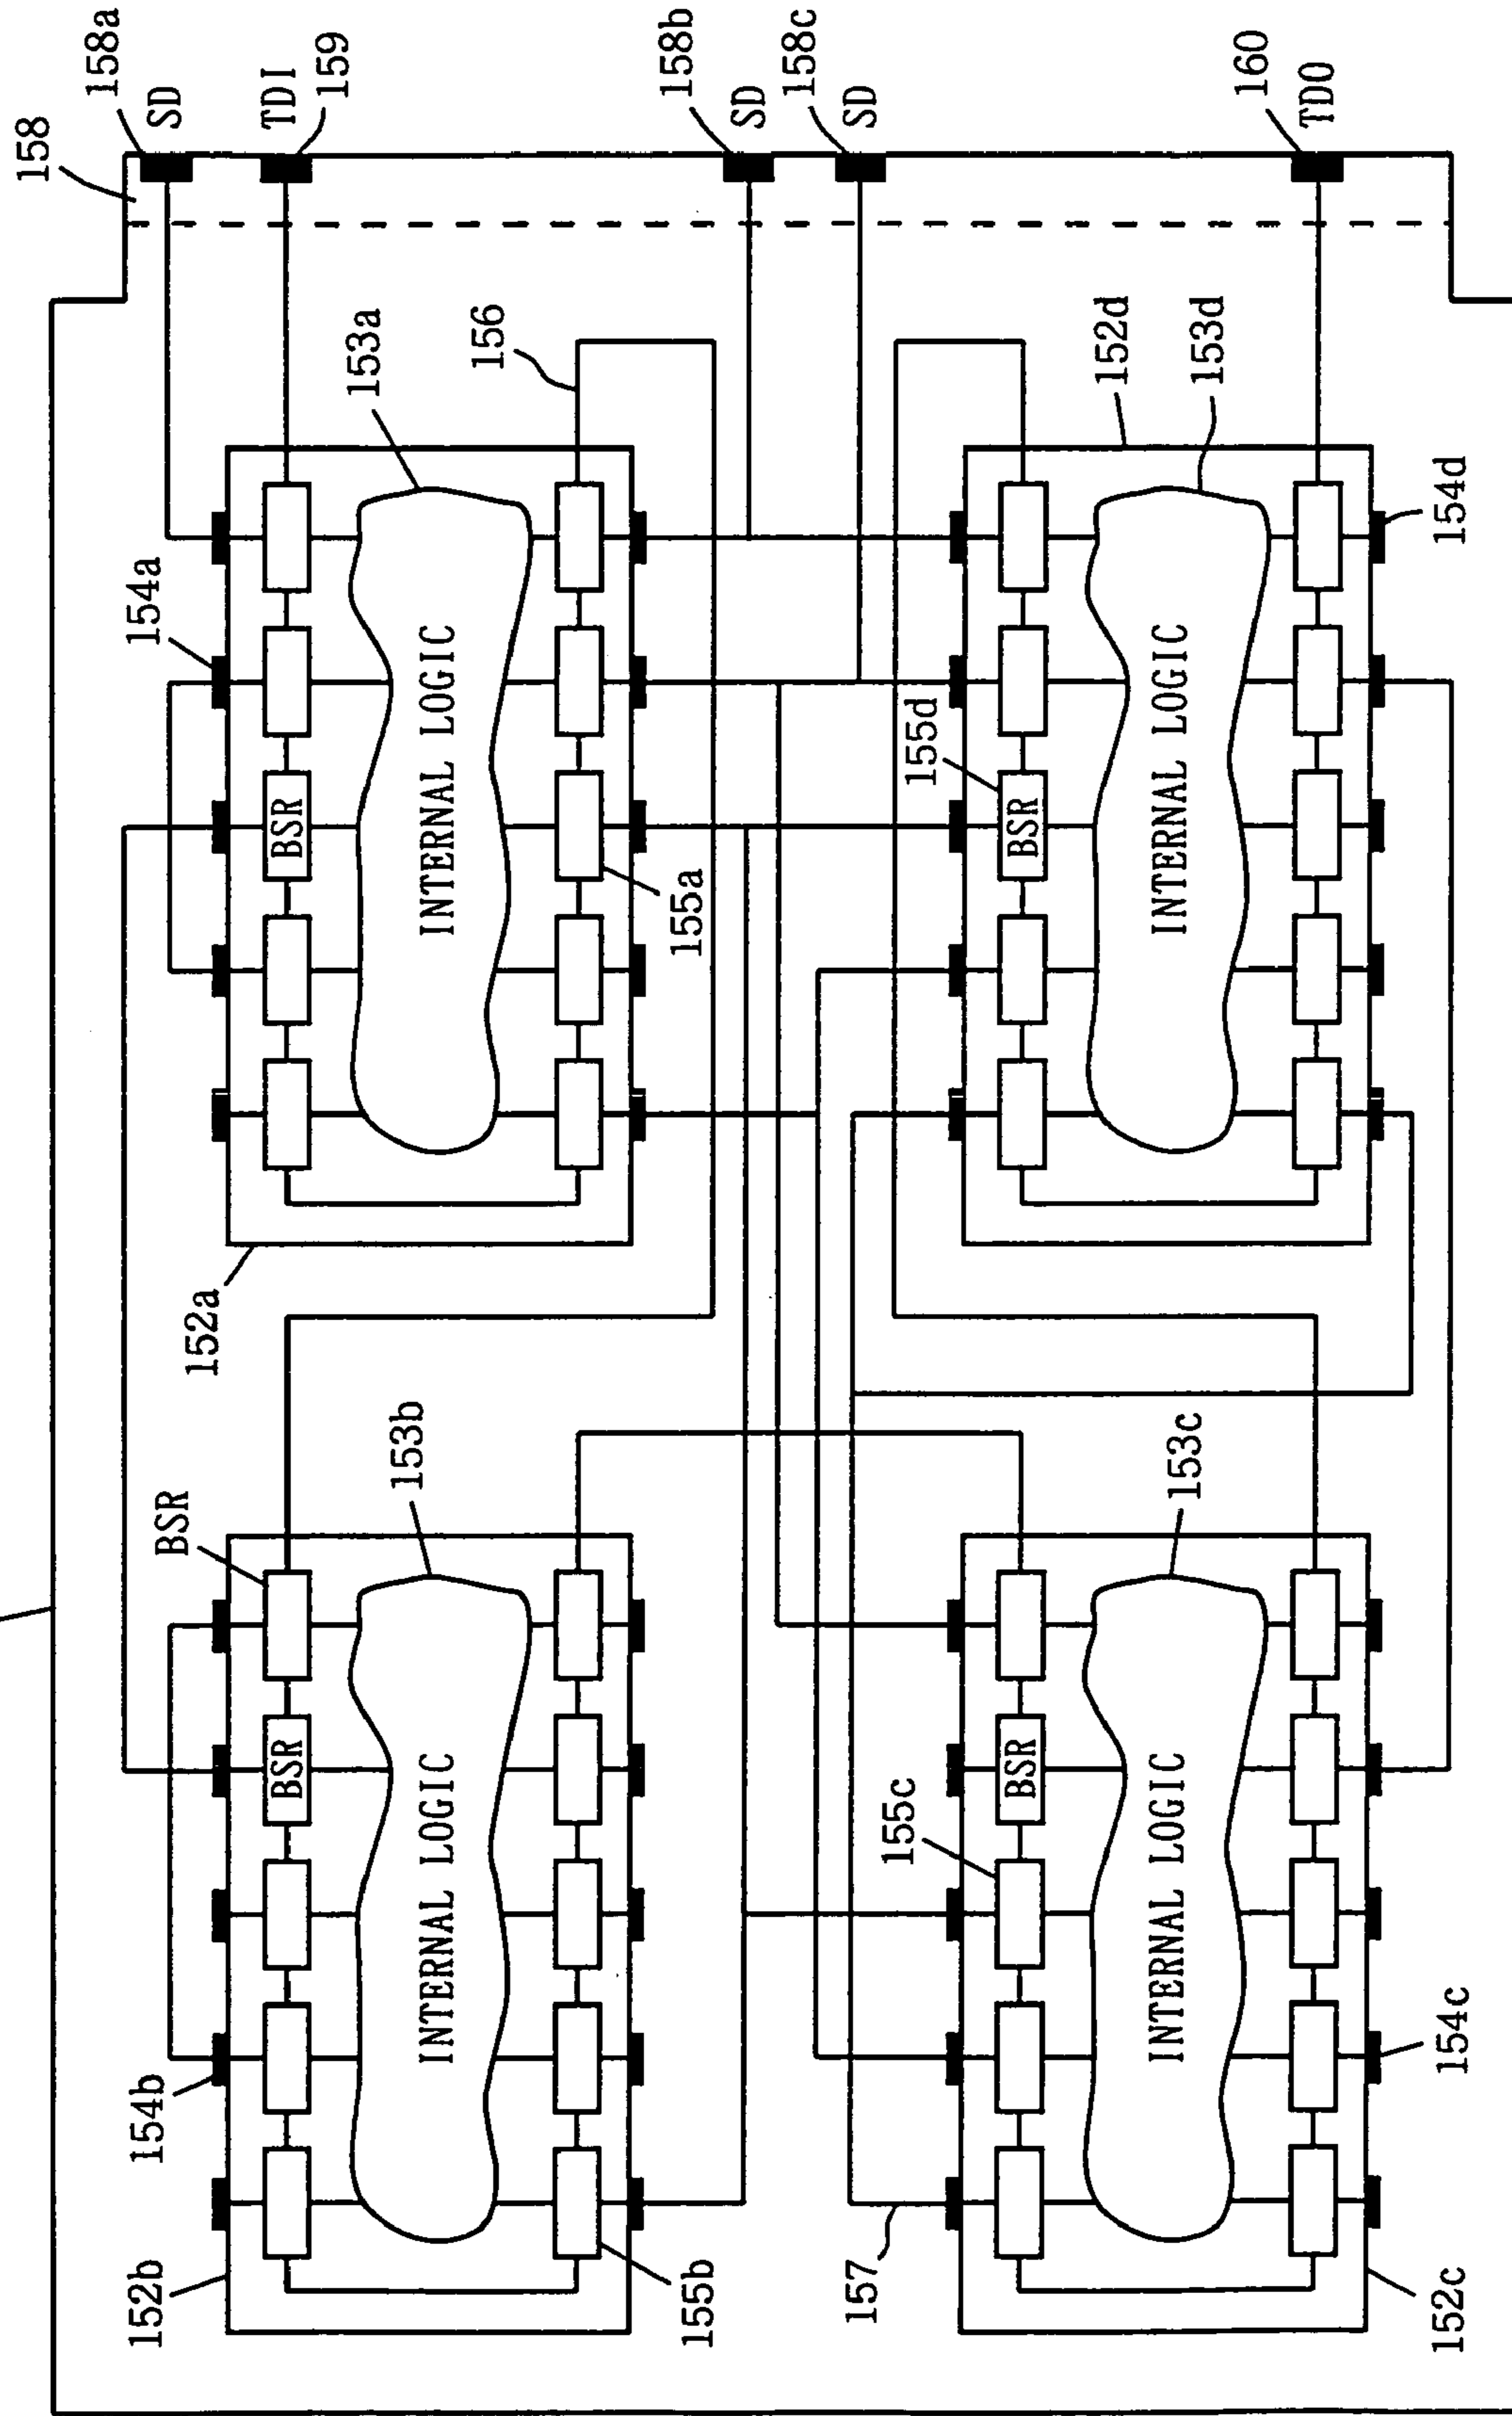 158
158a
SD
TDI
159
158b
SD
158c
SD
160
TDO
153a
156
152d
153d
154a
INTERNAL LOGIC
BSR
155a
155d
INTERNAL LOGIC
BSR
154d
152a
BSR
153b
153c
BSR
INTERNAL LOGIC
154b
155c
BSR
INTERNAL LOGIC
154c
152b
155b
157
152c